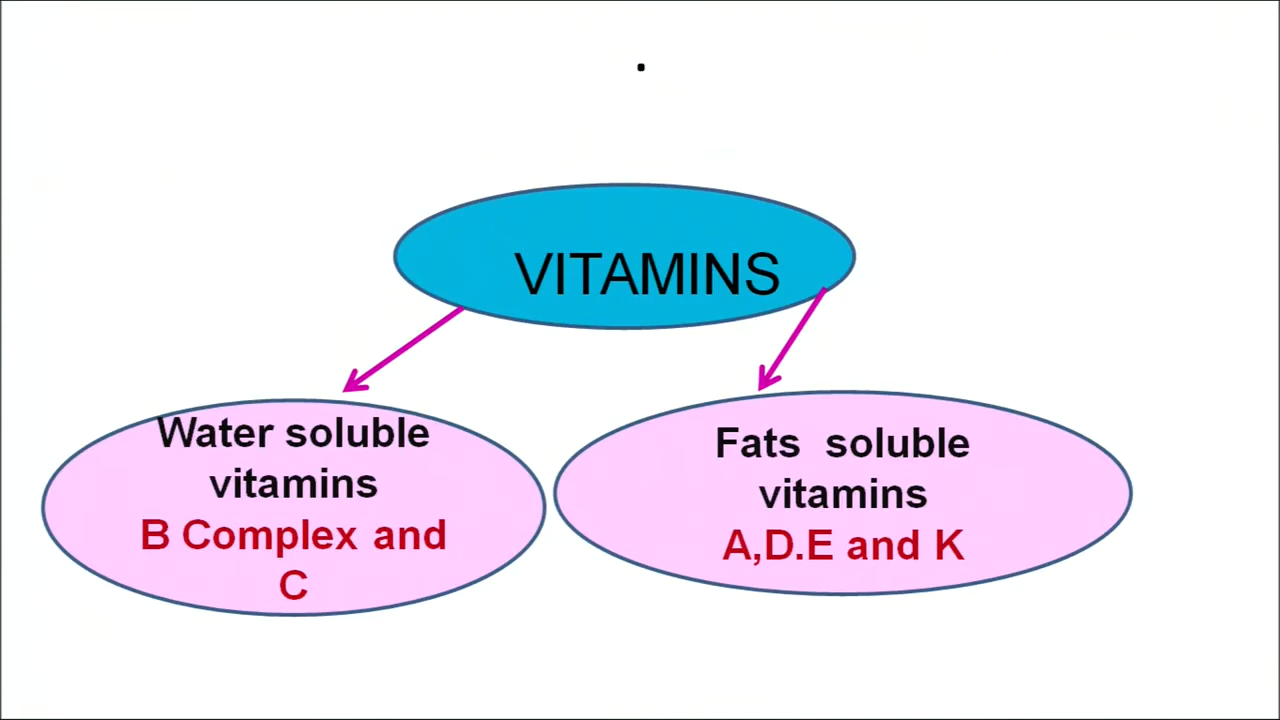 .
VITAMINS
Water soluble
vitamins
B Complex and
C
Fats soluble
vitamins
A,D.E and K